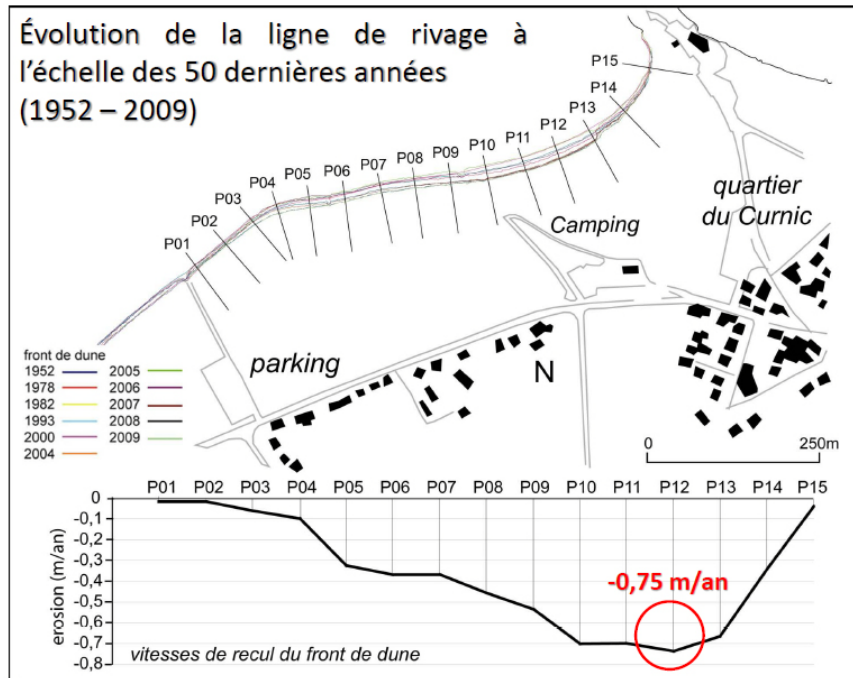 Évolution de la ligne de rivage à
l’échelle des 50 dernières années
(1952 – 2009)
P01
P02
P03
P04
P05
P06
P07
P08
P09
P10
P11
P12
P13
P14
P15
Camping
quartier
du Curnic
parking
N
front de dune
1952
1978
1982
1993
2000
2004
2005
2006
2007
2008
2009
0 250m
P01 P02 P03 P04 P05 P06 P07 P08 P09 P10 P11 P12 P13 P14 P15
erosion (m/an)
0
-0,1
-0,2
-0,3
-0,4
-0,5
-0,6
-0,7
-0,8
-0,75 m/an
vitesses de recul du front de dune